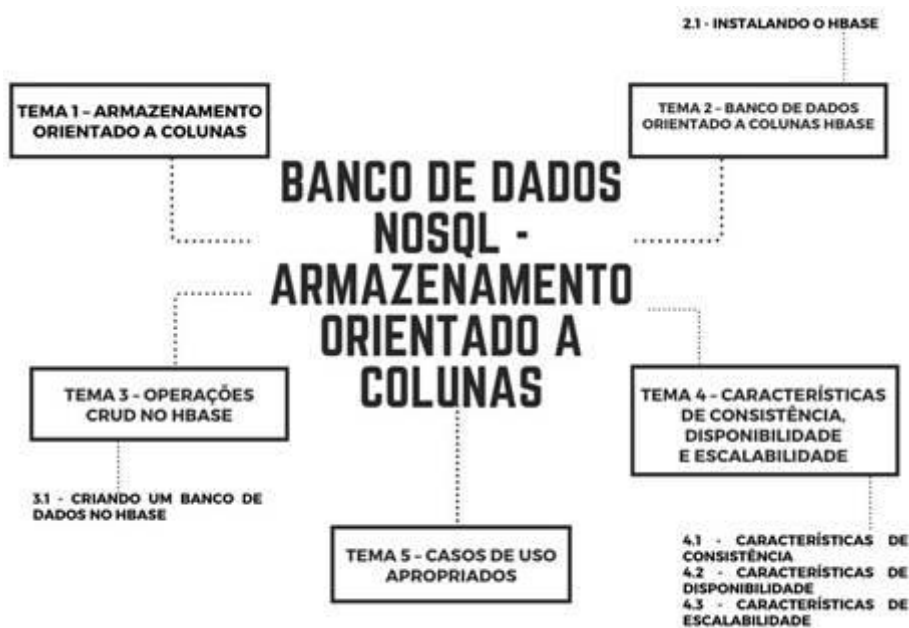 2.1 - INSTALANDO O HBASE
TEMA 1 – ARMAZENAMENTO
ORIENTADO A COLUNAS
TEMA 2 – BANCO DE DADOS
ORIENTADO A COLUNAS HBASE
BANCO DE DADOS
NOSQL -
ARMAZENAMENTO
ORIENTADO A
COLUNAS
TEMA 3 – OPERAÇÕES
CRUD NO HBASE
3.1 - CRIANDO UM BANCO DE
DADOS NO HBASE
TEMA 4 – CARACTERÍSTICAS
DE CONSISTÊNCIA,
DISPONIBILIDADE
E ESCALABILIDADE
4.1 - CARACTERÍSTICAS DE
CONSISTÊNCIA
4.2 - CARACTERÍSTICAS DE
DISPONIBILIDADE
4.3 - CARACTERÍSTICAS DE
ESCALABILIDADE
TEMA 5 – CASOS DE USO
APROPRIADOS